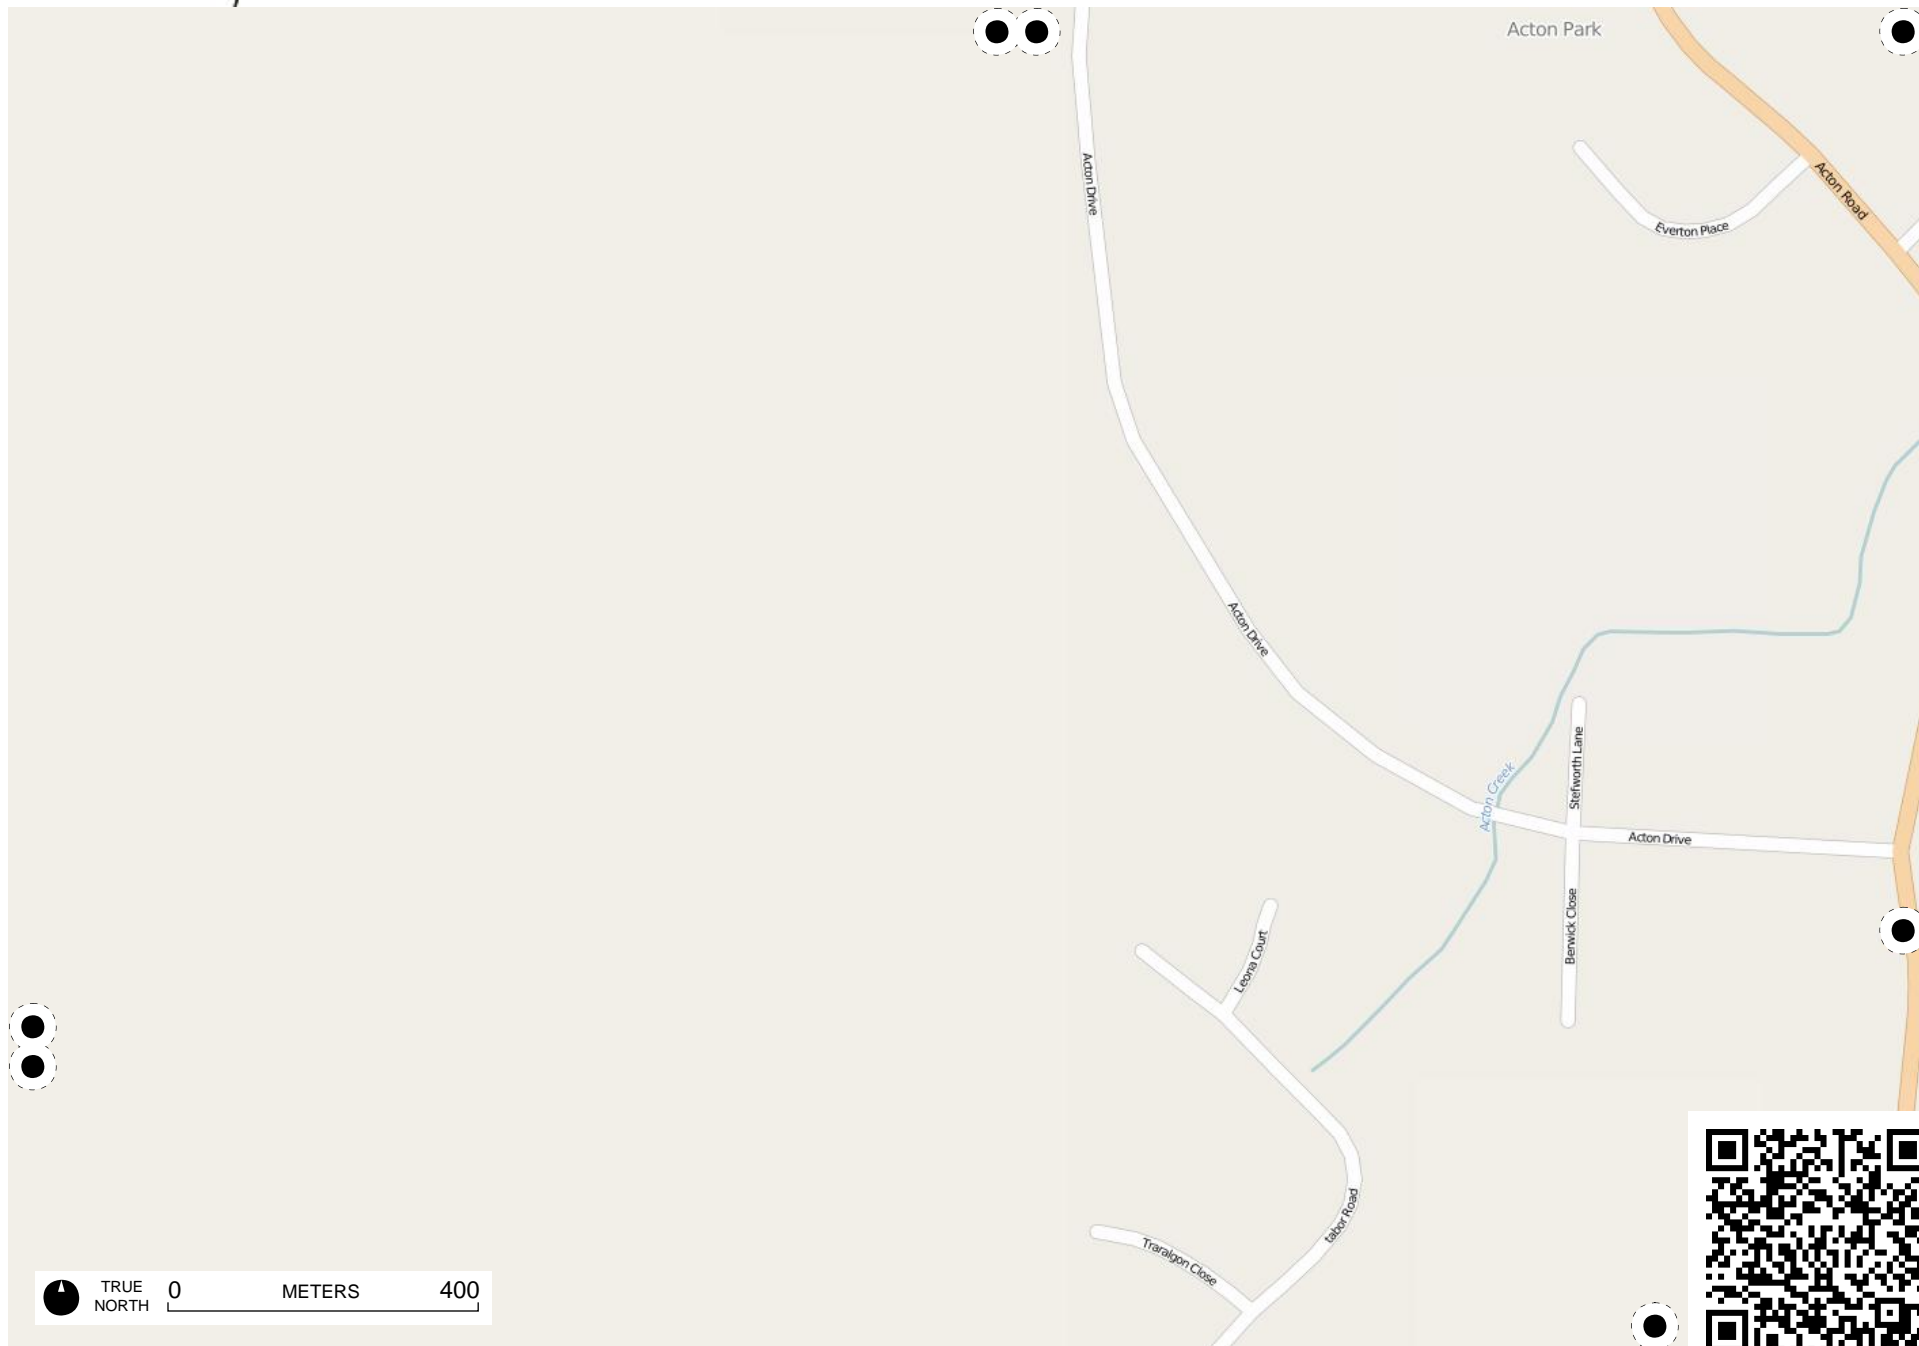 Acton Park
Acton Drive
Acton Road
Everton Place
Acton Drive
Stefworth Lane
Acton Creek
Acton Drive
Berwick Close
Leona Court
tabor Road
Traralgon Close
TRUE
NORTH
0
METERS
400